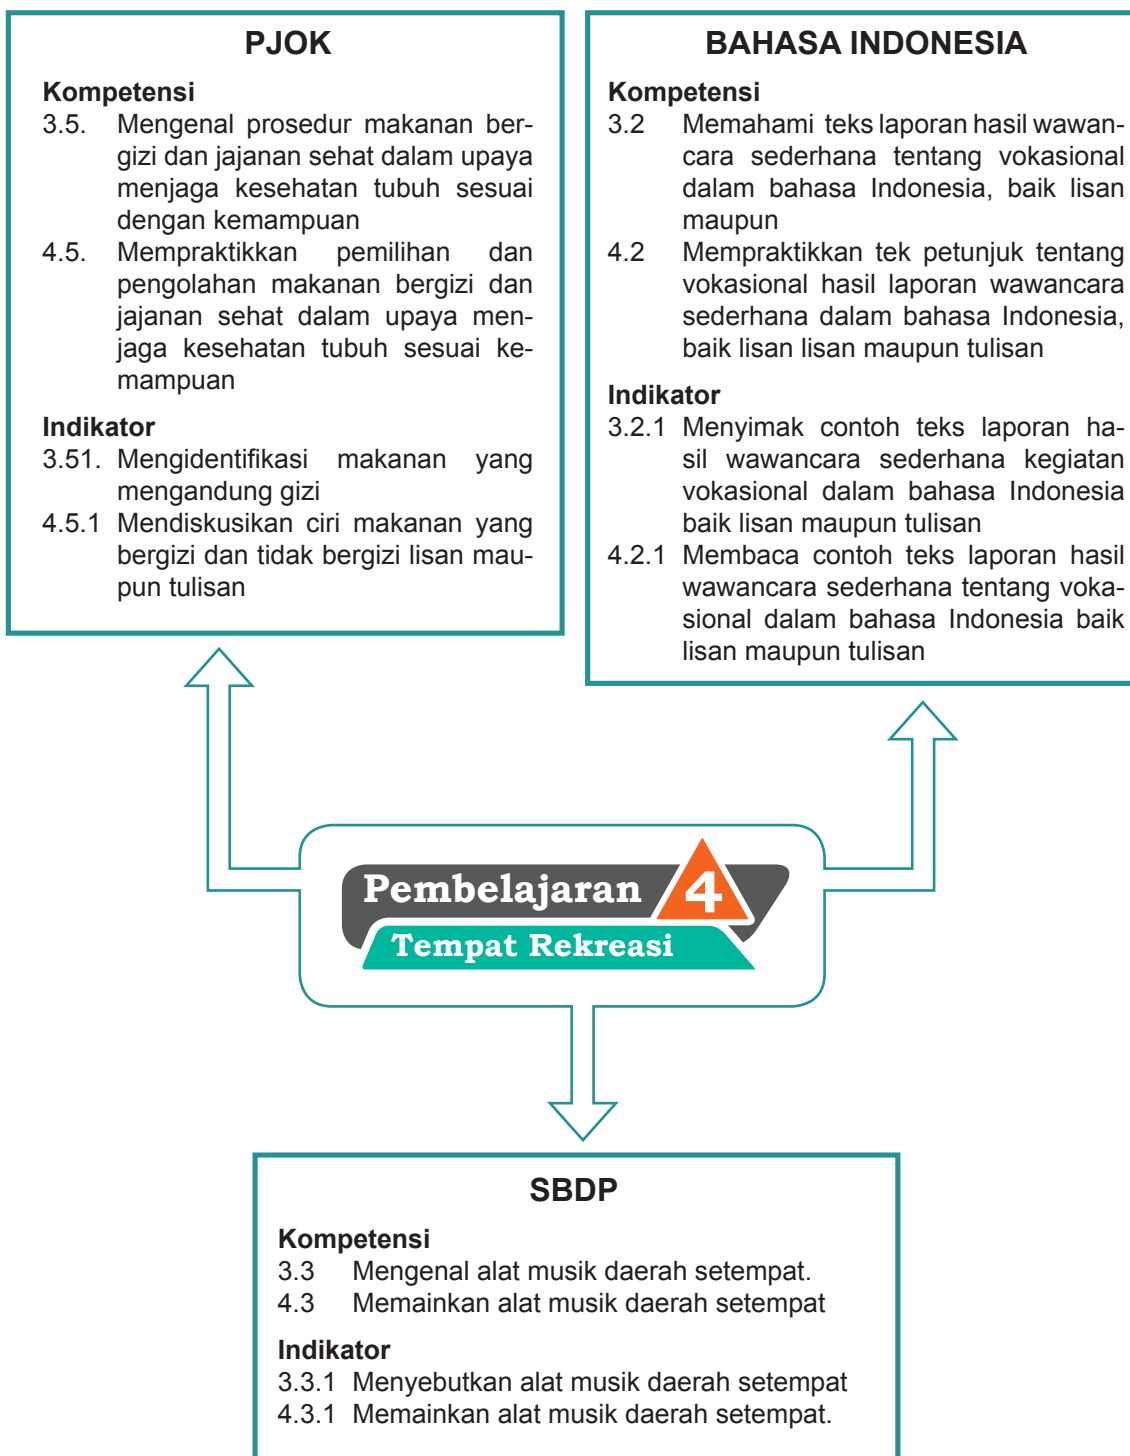 PJOK
Kompetensi
3.5. Mengenal prosedur makanan ber-
gizi dan jajanan sehat dalam upaya
menjaga kesehatan tubuh sesuai
dengan kemampuan
4.5. Mempraktikkan pemilihan dan
pengolahan makanan bergizi dan
jajanan sehat dalam upaya men-
jaga kesehatan tubuh sesuai ke-
mampuan
Indikator
3.51. Mengidentifikasi makanan yang
mengandung gizi
4.5.1 Mendiskusikan ciri makanan yang
bergizi dan tidak bergizi lisan mau-
pun tulisan
BAHASA INDONESIA
Kompetensi
3.2 Memahami teks laporan hasil wawan-
cara sederhana tentang vokasional
dalam bahasa Indonesia, baik lisan
maupun
4.2 Mempraktikkan tek petunjuk tentang
vokasional hasil laporan wawancara
sederhana dalam bahasa Indonesia,
baik lisan lisan maupun tulisan
Indikator
3.2.1 Menyimak contoh teks laporan ha-
sil wawancara sederhana kegiatan
vokasional dalam bahasa Indonesia
baik lisan maupun tulisan
4.2.1 Membaca contoh teks laporan hasil
wawancara sederhana tentang voka-
sional dalam bahasa Indonesia baik
lisan maupun tulisan
Pembelajaran 4
Tempat Rekreasi
SBDP
Kompetensi
3.3 Mengenal alat musik daerah setempat.
4.3 Memainkan alat musik daerah setempat
Indikator
3.3.1 Menyebutkan alat musik daerah setempat
4.3.1 Memainkan alat musik daerah setempat.